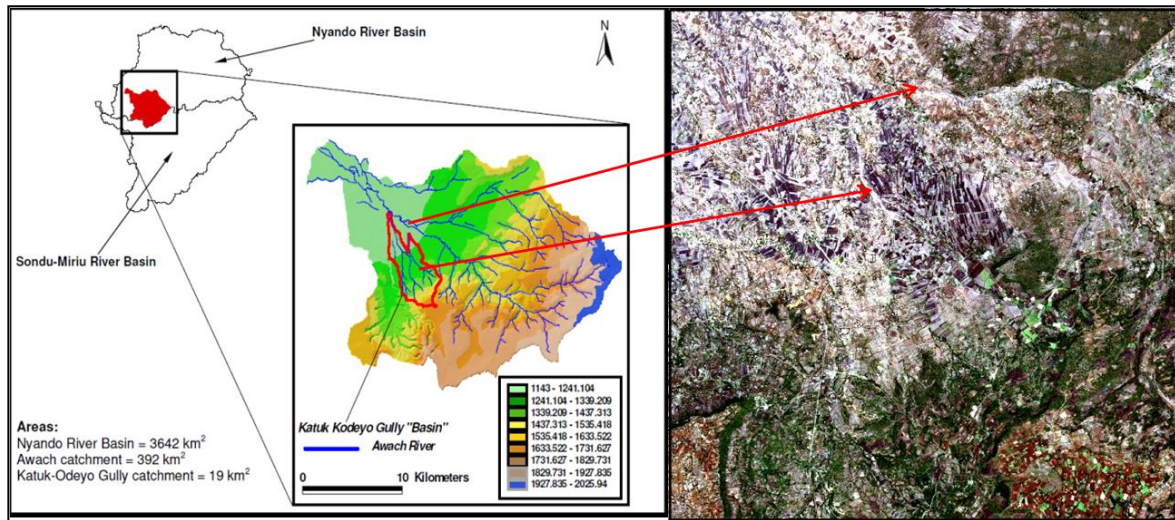 Nyando River Basin
N
Sondu-Miriu River Basin
Areas:
Nyando River Basin = 3642 km²
Awach catchment = 392 km²
Katuk-Odeyo Gully catchment = 19 km²
Katuk Kodeyo Gully "Basin"
Awach River
0 10 Kilometers
1143 - 1241.104
1241.104 - 1339.209
1339.209 - 1437.313
1437.313 - 1535.418
1535.418 - 1633.522
1633.522 - 1731.627
1731.627 - 1829.731
1829.731 - 1927.835
1927.835 - 2025.94